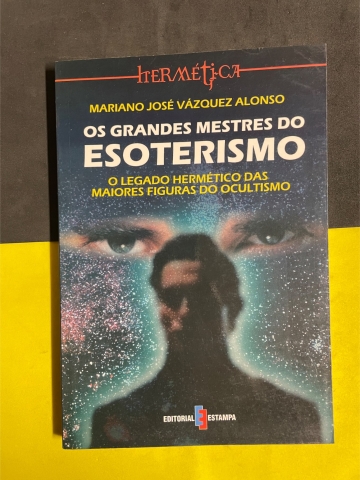 HERMÉTICA
MARIANO JOSÉ VÁZQUEZ ALONSO
OS GRANDES MESTRES DO
ESOTERISMO
O LEGADO HERMÉTICO DAS
MAIORES FIGURAS DO OCULTISMO
EDITORIAL EE ESTAMPA